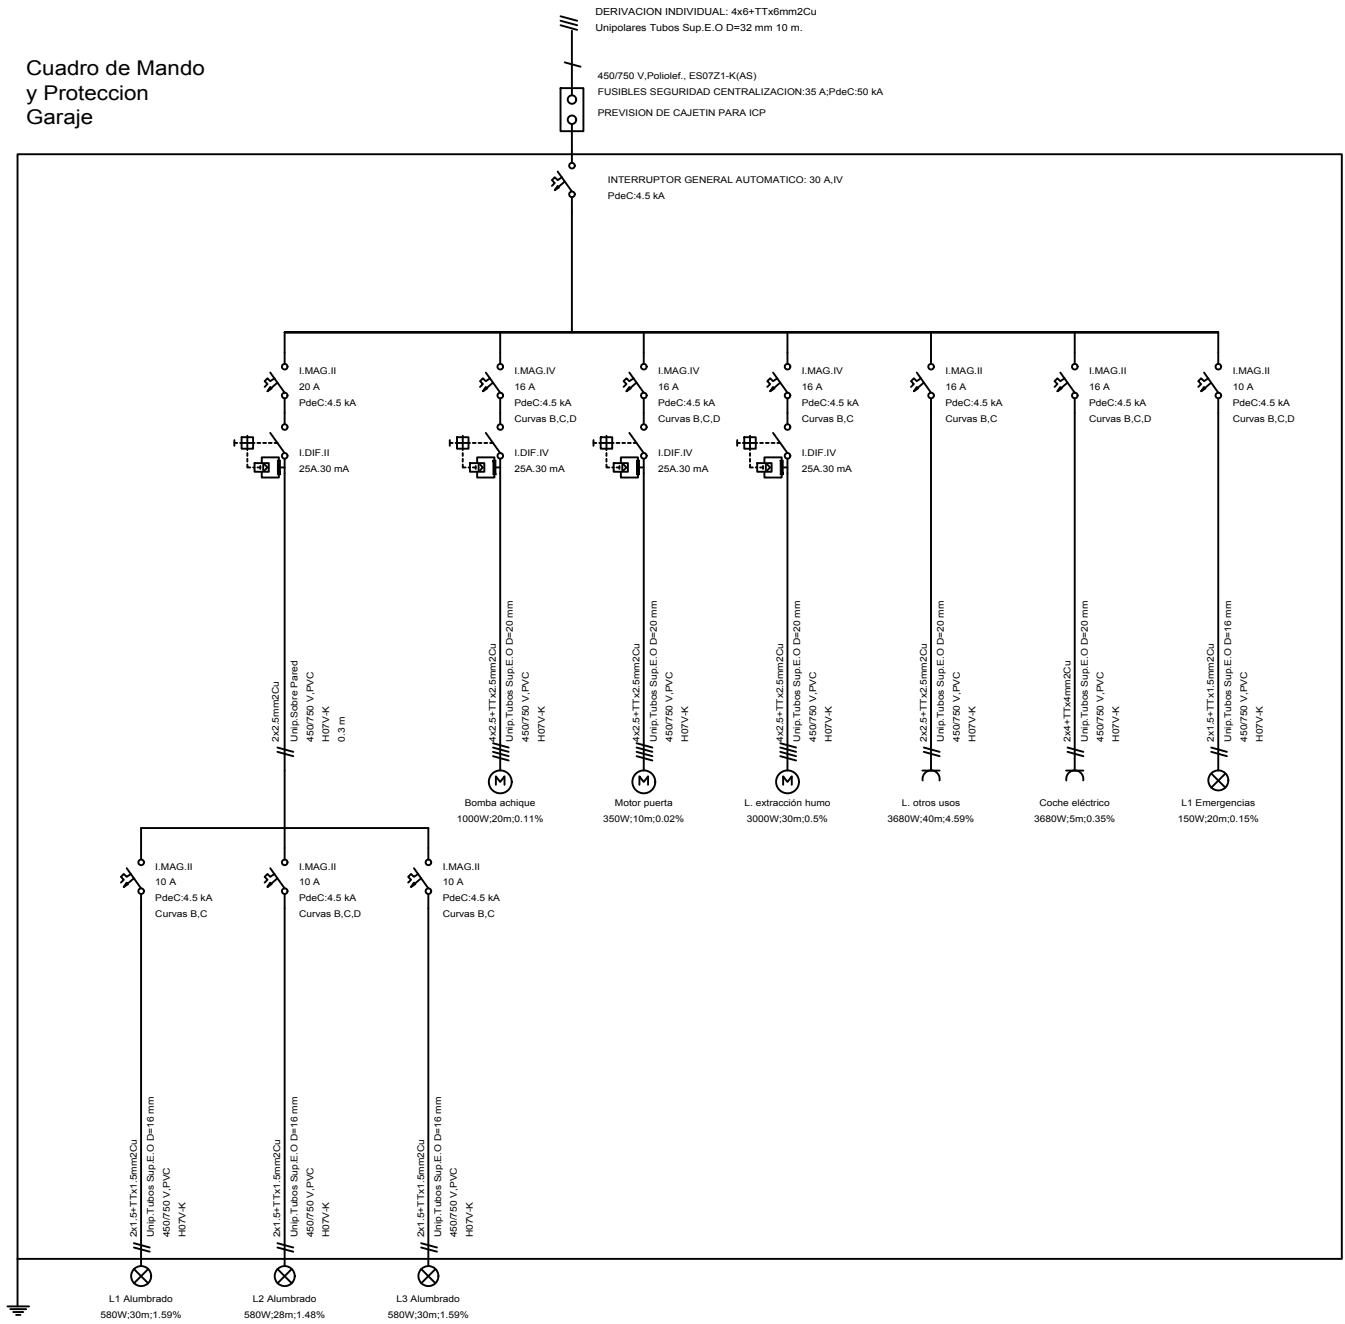 DERIVACION INDIVIDUAL: 4x6+TTx6mm2Cu
Unipolares Tubos Sup.E.O D=32 mm 10 m.
Cuadro de Mando
y Proteccion
Garaje
450/750 V,Poliolef., ES07Z1-K(AS)
FUSIBLES SEGURIDAD CENTRALIZACION:35 A;PdeC:50 kA
PREVISION DE CAJETIN PARA ICP
INTERRUPTOR GENERAL AUTOMATICO: 30 A,IV
PdeC:4.5 kA
I.MAG.II
20 A
PdeC:4.5 kA
I.DIF.II
25A.30 mA
2x2.5mm2Cu
Unip.Sobre Pared
450/750 V,PVC
H07V-K
0.3 m
I.MAG.IV
16 A
PdeC:4.5 kA
Curvas B,C,D
I.DIF.IV
25A.30 mA
4x2.5+TTx2.5mm2Cu
Unip.Tubos Sup.E.O D=20 mm
450/750 V,PVC
H07V-K
M
Bomba achique
1000W;20m;0.11%
I.MAG.IV
16 A
PdeC:4.5 kA
Curvas B,C,D
I.DIF.IV
25A.30 mA
4x2.5+TTx2.5mm2Cu
Unip.Tubos Sup.E.O D=20 mm
450/750 V,PVC
H07V-K
M
Motor puerta
350W;10m;0.02%
I.MAG.IV
16 A
PdeC:4.5 kA
Curvas B,C
I.DIF.IV
25A.30 mA
4x2.5+TTx2.5mm2Cu
Unip.Tubos Sup.E.O D=20 mm
450/750 V,PVC
H07V-K
M
L. extracción humo
3000W;30m;0.5%
I.MAG.II
16 A
PdeC:4.5 kA
Curvas B,C
2x2.5+TTx2.5mm2Cu
Unip.Tubos Sup.E.O D=20 mm
450/750 V,PVC
H07V-K
L. otros usos
3680W;40m;4.59%
I.MAG.II
16 A
PdeC:4.5 kA
Curvas B,C,D
2x4+TTx4mm2Cu
Unip.Tubos Sup.E.O D=20 mm
450/750 V,PVC
H07V-K
Coche eléctrico
3680W;5m;0.35%
I.MAG.II
10 A
PdeC:4.5 kA
Curvas B,C,D
2x1.5+TTx1.5mm2Cu
Unip.Tubos Sup.E.O D=16 mm
450/750 V,PVC
H07V-K
L1 Emergencias
150W;20m;0.15%
I.MAG.II
10 A
PdeC:4.5 kA
Curvas B,C
2x1.5+TTx1.5mm2Cu
Unip.Tubos Sup.E.O D=16 mm
450/750 V,PVC
H07V-K
L1 Alumbrado
580W;30m;1.59%
I.MAG.II
10 A
PdeC:4.5 kA
Curvas B,C,D
2x1.5+TTx1.5mm2Cu
Unip.Tubos Sup.E.O D=16 mm
450/750 V,PVC
H07V-K
L2 Alumbrado
580W;28m;1.48%
I.MAG.II
10 A
PdeC:4.5 kA
Curvas B,C
2x1.5+TTx1.5mm2Cu
Unip.Tubos Sup.E.O D=16 mm
450/750 V,PVC
H07V-K
L3 Alumbrado
580W;30m;1.59%